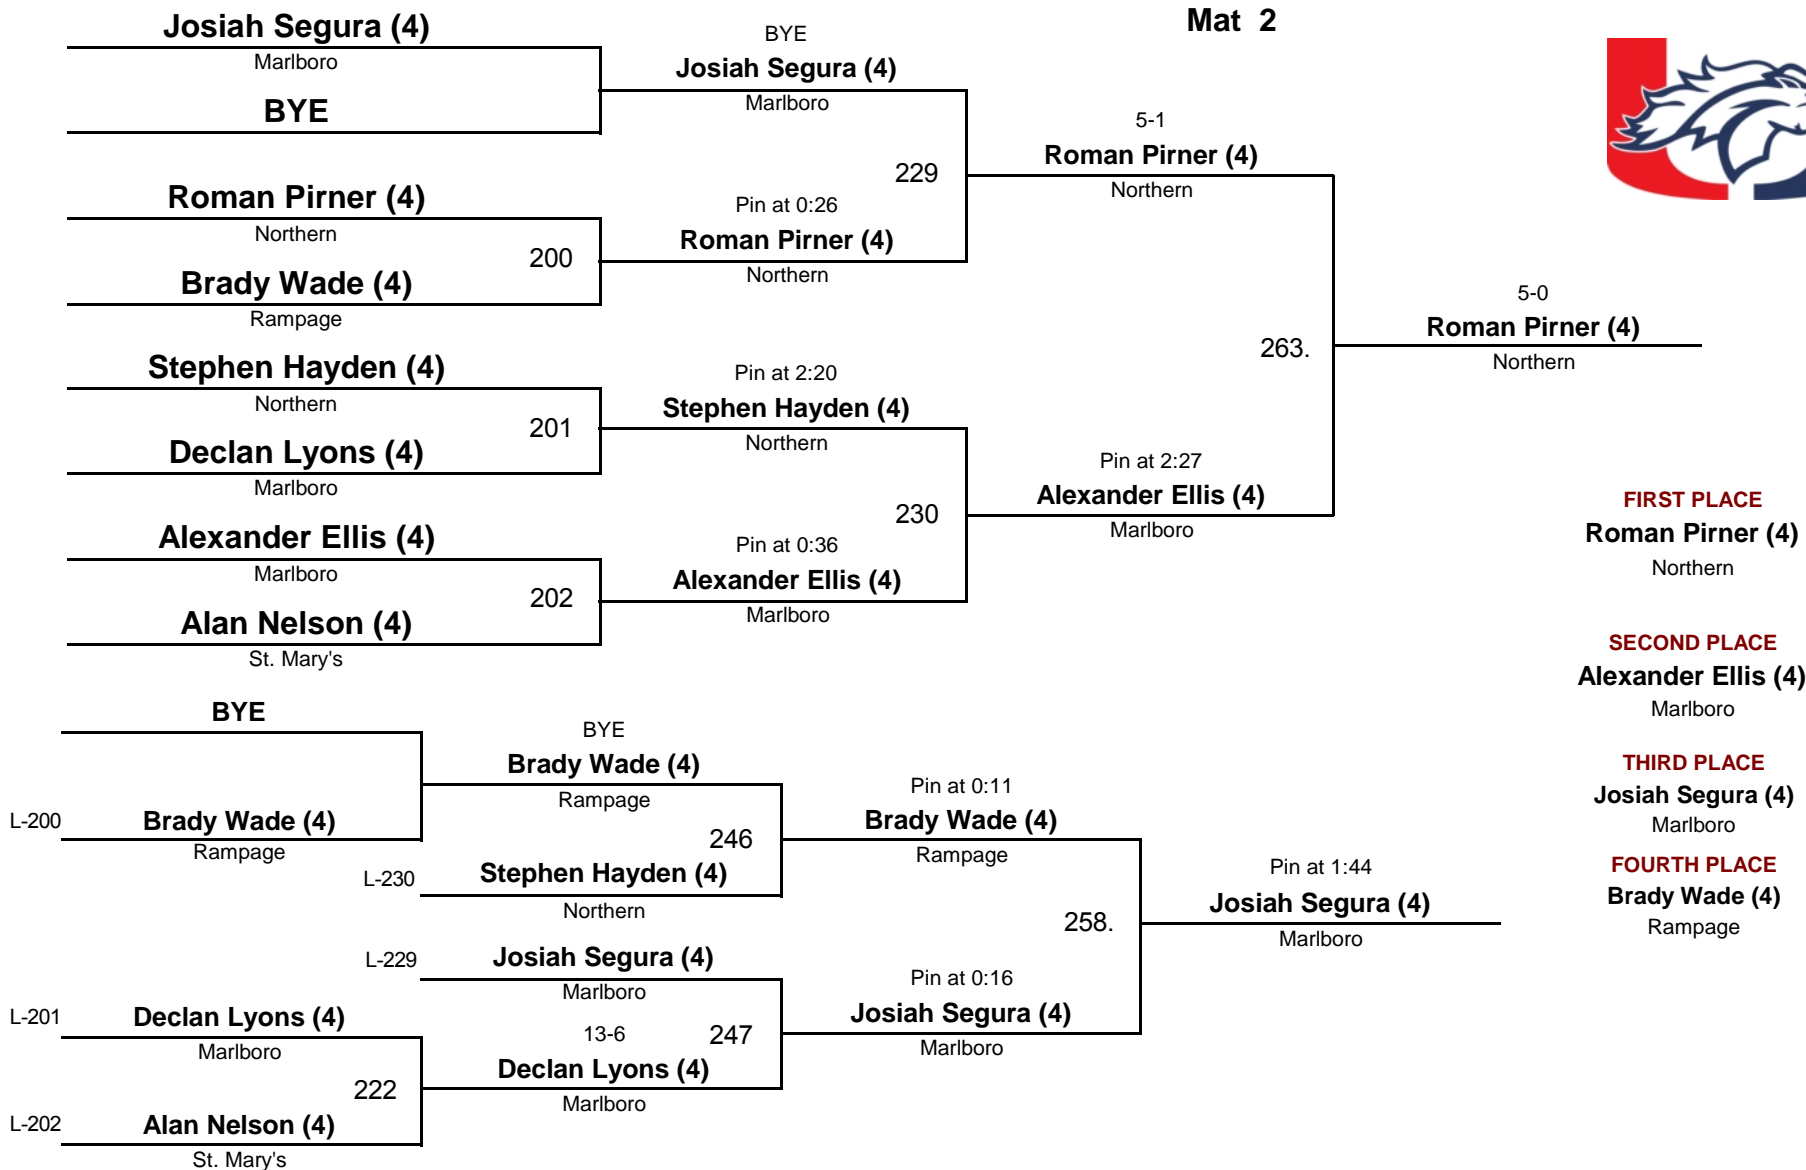 Mat 2
Josiah Segura (4)
Marlboro
BYE
Roman Pirner (4)
Northern
200
Brady Wade (4)
Rampage
Stephen Hayden (4)
Northern
201
Declan Lyons (4)
Marlboro
Alexander Ellis (4)
Marlboro
202
Alan Nelson (4)
St. Mary's
BYE
Josiah Segura (4)
Marlboro
229
Pin at 0:26
Roman Pirner (4)
Northern
Pin at 2:20
Stephen Hayden (4)
Northern
230
Pin at 0:36
Alexander Ellis (4)
Marlboro
5-1
Roman Pirner (4)
Northern
263.
Pin at 2:27
Alexander Ellis (4)
Marlboro
5-0
Roman Pirner (4)
Northern
FIRST PLACE
Roman Pirner (4)
Northern
SECOND PLACE
Alexander Ellis (4)
Marlboro
THIRD PLACE
Josiah Segura (4)
Marlboro
FOURTH PLACE
Brady Wade (4)
Rampage
BYE
L-200
Brady Wade (4)
Rampage
BYE
Brady Wade (4)
Rampage
246
L-230
Stephen Hayden (4)
Northern
L-229
Josiah Segura (4)
Marlboro
L-201
Declan Lyons (4)
Marlboro
222
L-202
Alan Nelson (4)
St. Mary's
13-6
247
Declan Lyons (4)
Marlboro
Pin at 0:11
Brady Wade (4)
Rampage
258.
Pin at 0:16
Josiah Segura (4)
Marlboro
Pin at 1:44
Josiah Segura (4)
Marlboro